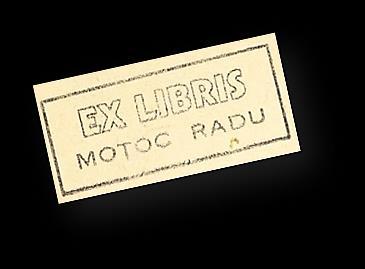 EX LIBRIS
MOTOC RADU